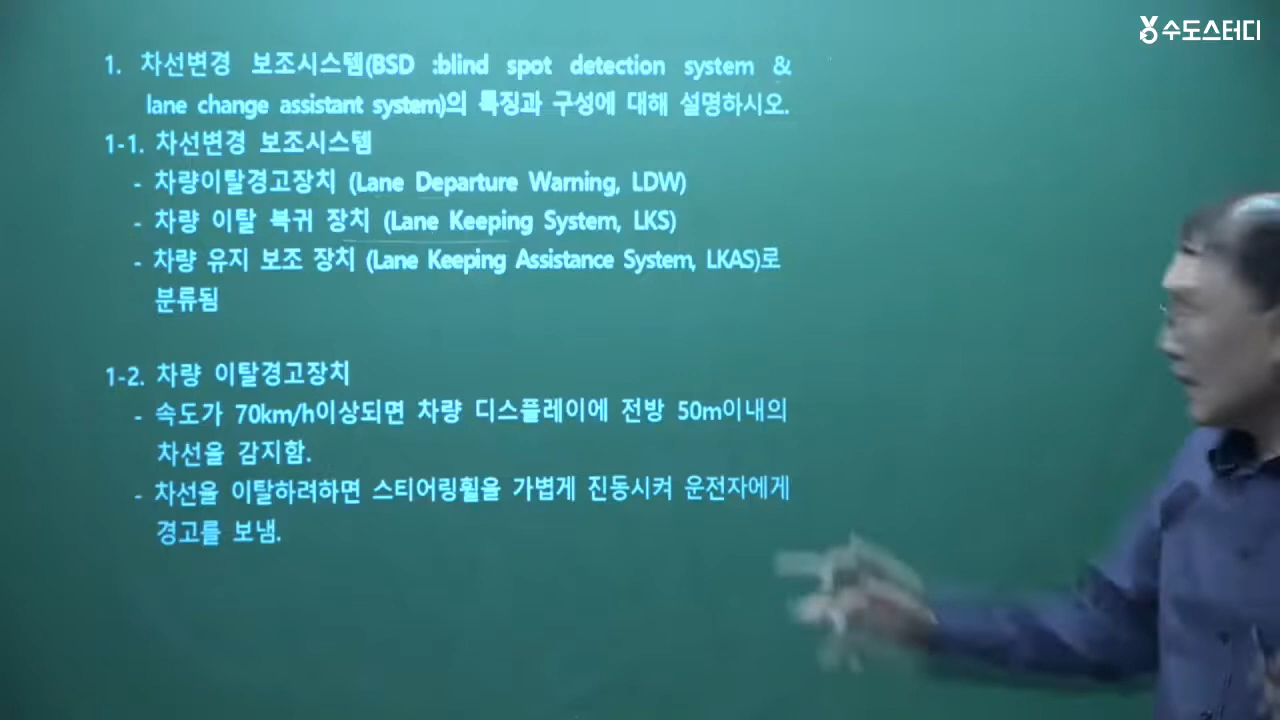 수도스터디
1. 차선변경 보조시스템(BSD :blind spot detection system &
lane change assistant system)의 특징과 구성에 대해 설명하시오.
1-1. 차선변경 보조시스템
- 차량이탈경고장치 (Lane Departure Warning, LDW)
- 차량 이탈 복귀 장치 (Lane Keeping System, LKS)
- 차량 유지 보조 장치 (Lane Keeping Assistance System, LKAS)로
분류됨
1-2. 차량 이탈경고장치
- 속도가 70km/h이상되면 차량 디스플레이에 전방 50m이내의
차선을 감지함.
- 차선을 이탈하려하면 스티어링휠을 가볍게 진동시켜 운전자에게
경고를 보냄.